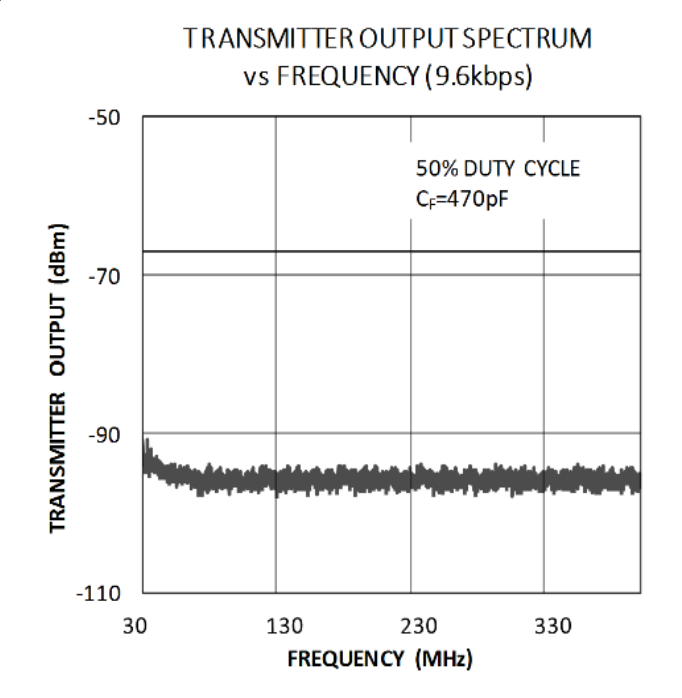 TRANSMITTER OUTPUT SPECTRUM
vs FREQUENCY (9.6kbps)
-50
50% DUTY CYCLE
CF=470pF
-70
TRANSMITTER OUTPUT (dBm)
-90
-110
30 130 230 330
FREQUENCY (MHz)